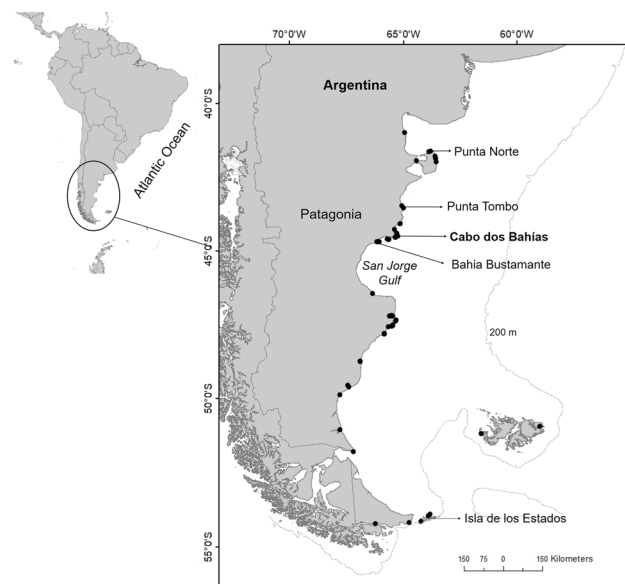 70°0'W 65°0'W 60°0'W
Argentina
40°0'S
Atlantic Ocean
Punta Norte
Patagonia
Punta Tombo
Cabo dos Bahías
45°0'S
San Jorge
Gulf
Bahia Bustamante
200 m
50°0'S
Isla de los Estados
55°0'S
150 75 0 150 Kilometers